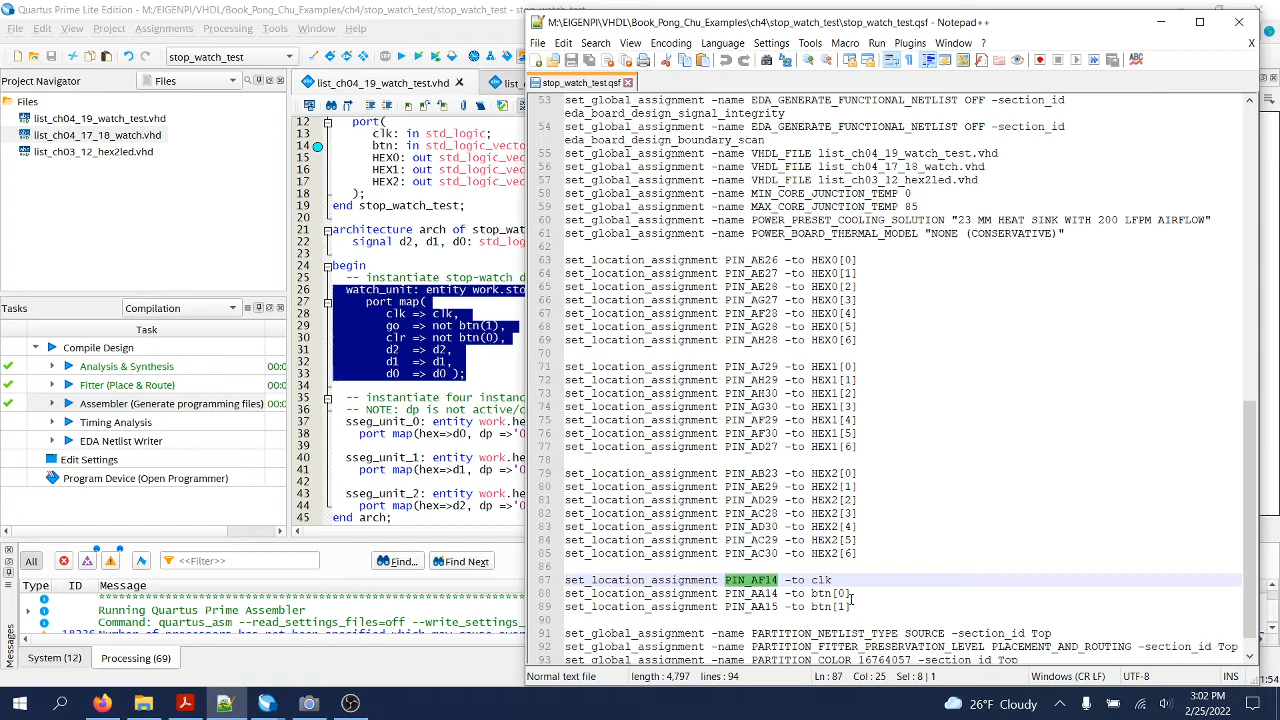 Quartus Prime Lite Edition - M:/EIGENPI/VHDL
M:\EIGENPI\VHDL\Book_Pong_Chu_Examples\ch4\stop_watch_test\stop_watch_test.qsf - Notepad++
File Edit View Project Assignments Processing Tools Window Help
File Edit Search View Encoding Language Settings Tools Macro Run Plugins Window ?
stop_watch_test
Project Navigator
Files
list_ch04_19_watch_test.vhd
stop_watch_test.qsf
Files
list_ch04_19_watch_test.vhd
list_ch04_17_18_watch.vhd
list_ch03_12_hex2led.vhd
12 port(
13 clk: in std_logic;
14 btn: in std_logic_vect
15 HEX0: out std_logic_vec
16 HEX1: out std_logic_vec
17 HEX2: out std_logic_vec
18 );
19 end stop_watch_test;
20
21 architecture arch of stop_watch
22 signal d2, d1, d0: std_log
23
24 begin
25 -- instantiate stop-watch d
26 watch_unit: entity work.sto
27 port map(
28 clk => clk,
29 go => not btn(1),
30 clr => not btn(0),
31 d2 => d2,
32 d1 => d1,
33 d0 => d0 );
34
35 -- instantiate four instanc
36 -- NOTE: dp is not active/c
37 sseg_unit_0: entity work.he
38 port map(hex=>d0, dp =>'0
39
40 sseg_unit_1: entity work.he
41 port map(hex=>d1, dp =>'0
42
43 sseg_unit_2: entity work.he
44 port map(hex=>d2, dp =>'0
45 end arch;
53 set_global_assignment -name EDA_GENERATE_FUNCTIONAL_NETLIST OFF -section_id
eda_board_design_signal_integrity
54 set_global_assignment -name EDA_GENERATE_FUNCTIONAL_NETLIST OFF -section_id
eda_board_design_boundary_scan
55 set_global_assignment -name VHDL_FILE list_ch04_19_watch_test.vhd
56 set_global_assignment -name VHDL_FILE list_ch04_17_18_watch.vhd
57 set_global_assignment -name VHDL_FILE list_ch03_12_hex2led.vhd
58 set_global_assignment -name MIN_CORE_JUNCTION_TEMP 0
59 set_global_assignment -name MAX_CORE_JUNCTION_TEMP 85
60 set_global_assignment -name POWER_PRESET_COOLING_SOLUTION "23 MM HEAT SINK WITH 200 LFPM AIRFLOW"
61 set_global_assignment -name POWER_BOARD_THERMAL_MODEL "NONE (CONSERVATIVE)"
62
63 set_location_assignment PIN_AE26 -to HEX0[0]
64 set_location_assignment PIN_AE27 -to HEX0[1]
65 set_location_assignment PIN_AE28 -to HEX0[2]
66 set_location_assignment PIN_AG27 -to HEX0[3]
67 set_location_assignment PIN_AF28 -to HEX0[4]
68 set_location_assignment PIN_AG28 -to HEX0[5]
69 set_location_assignment PIN_AH28 -to HEX0[6]
70
71 set_location_assignment PIN_AJ29 -to HEX1[0]
72 set_location_assignment PIN_AH29 -to HEX1[1]
73 set_location_assignment PIN_AH30 -to HEX1[2]
74 set_location_assignment PIN_AG30 -to HEX1[3]
75 set_location_assignment PIN_AF29 -to HEX1[4]
76 set_location_assignment PIN_AF30 -to HEX1[5]
77 set_location_assignment PIN_AD27 -to HEX1[6]
78
79 set_location_assignment PIN_AB23 -to HEX2[0]
80 set_location_assignment PIN_AE29 -to HEX2[1]
81 set_location_assignment PIN_AD29 -to HEX2[2]
82 set_location_assignment PIN_AC28 -to HEX2[3]
83 set_location_assignment PIN_AD30 -to HEX2[4]
84 set_location_assignment PIN_AC29 -to HEX2[5]
85 set_location_assignment PIN_AC30 -to HEX2[6]
86
87 set_location_assignment PIN_AF14 -to clk
88 set_location_assignment PIN_AA14 -to btn[0]
89 set_location_assignment PIN_AA15 -to btn[1]
90
91 set_global_assignment -name PARTITION_NETLIST_TYPE SOURCE -section_id Top
92 set_global_assignment -name PARTITION_FITTER_PRESERVATION_LEVEL PLACEMENT_AND_ROUTING -section_id Top
93 set_global_assignment -name PARTITION_COLOR 16764057 -section_id Top
Tasks Compilation
Task
Compile Design
Analysis & Synthesis 00:0
Fitter (Place & Route) 00:0
Assembler (Generate programming files) 00:0
Timing Analysis
EDA Netlist Writer
Edit Settings
Program Device (Open Programmer)
All <<Filter>> Find... Find Next
Type ID Message
Running Quartus Prime Assembler
Command: quartus_asm --read_settings_files=off --write_settings_
System (12) Processing (69)
Messages
Normal text file length : 4,797 lines : 94 Ln : 87 Col : 25 Sel : 8 | 1 Windows (CR LF) UTF-8 INS
1:54
26°F Cloudy
3:02 PM
2/25/2022